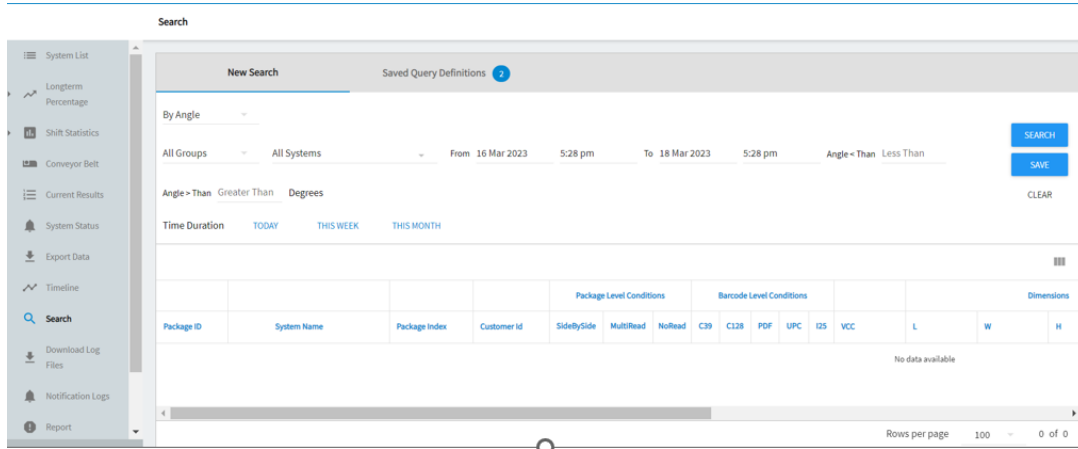 Search
System List
Longterm
Percentage
Shift Statistics
Conveyor Belt
Current Results
System Status
Export Data
Timeline
Search
Download Log
Files
Notification Logs
Report
New Search
Saved Query Definitions 2
By Angle
All Groups All Systems From 16 Mar 2023 5:28 pm To 18 Mar 2023 5:28 pm Angle < Than Less Than
Angle > Than Greater Than Degrees
Time Duration TODAY THIS WEEK THIS MONTH
SEARCH
SAVE
CLEAR
Package Level Conditions Barcode Level Conditions Dimensions
Package ID System Name Package Index Customer Id SideBySide MultiRead NoRead C39 C128 PDF UPC I25 VCC L W H
No data available
Rows per page 100 0 of 0